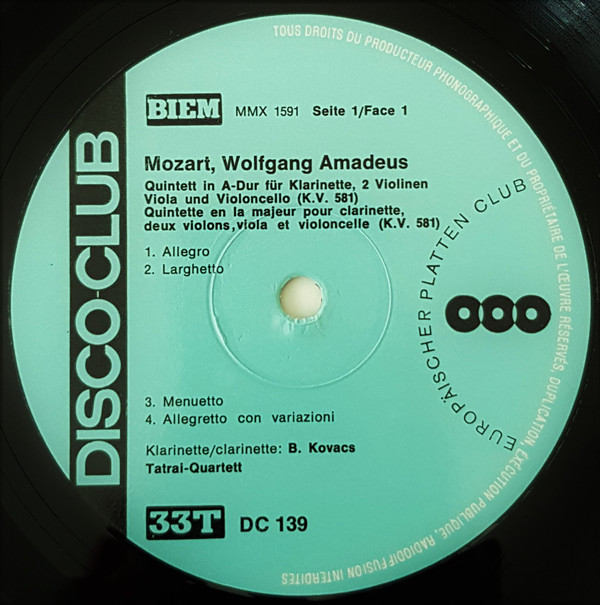 TOUS DROITS DU PRODUCTEUR PHONOGRAPHIQUE ET DU PROPRIÉTAIRE DE L'ŒUVRE RÉSERVÉS, DUPLICATION, EXÉCUTION PUBLIQUE, RADIODIFFUSION INTERDITES
DISCO-CLUB
BIEM MMX 1591 Seite 1/Face 1
Mozart, Wolfgang Amadeus
Quintett in A-Dur für Klarinette, 2 Violinen
Viola und Violoncello (K.V. 581)
Quintette en la majeur pour clarinette,
deux violons,viola et violoncelle (K.V. 581)
1. Allegro
2. Larghetto
EUROPÄISCHER PLATTEN CLUB
3. Menuetto
4. Allegretto con variazioni
Klarinette/clarinette: B. Kovacs
Tatrai-Quartett
33T DC 139